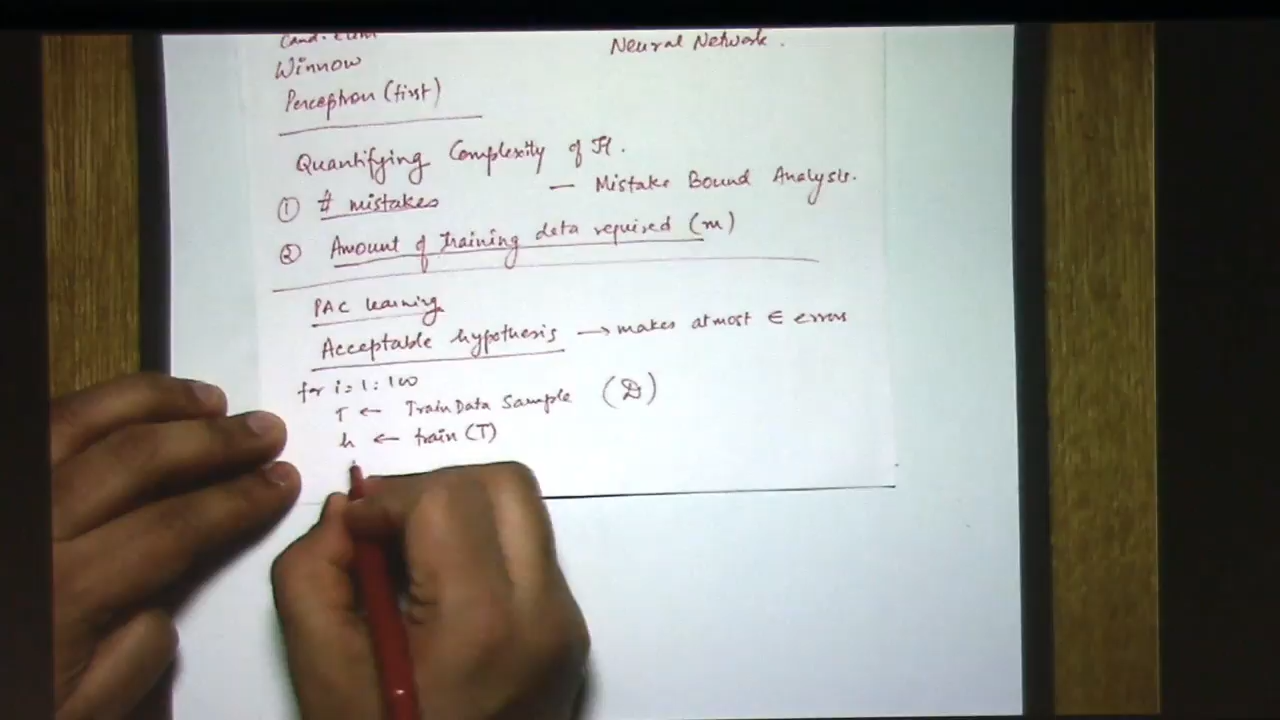 Neural Network.
Winnow
Perceptron (first)
Quantifying Complexity of H.
① # mistakes — Mistake Bound Analysis.
② Amount of training data required (m)
PAC learning
Acceptable hypothesis → makes atmost ∈ errors
for i = 1 : 100
T ← Train Data Sample (D)
h ← train (T)